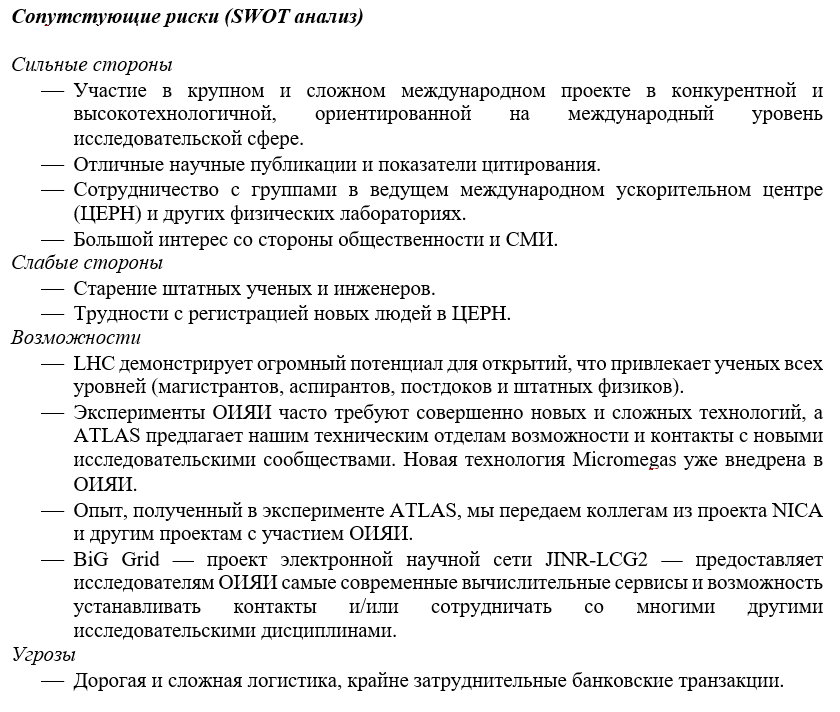 Сопутстующие риски (SWOT анализ)
Сильные стороны
— Участие в крупном и сложном международном проекте в конкурентной и
высокотехнологичной, ориентированной на международный уровень
исследовательской сфере.
— Отличные научные публикации и показатели цитирования.
— Сотрудничество с группами в ведущем международном ускорительном центре
(ЦЕРН) и других физических лабораториях.
— Большой интерес со стороны общественности и СМИ.
Слабые стороны
— Старение штатных ученых и инженеров.
— Трудности с регистрацией новых людей в ЦЕРН.
Возможности
— LHC демонстрирует огромный потенциал для открытий, что привлекает ученых всех
уровней (магистрантов, аспирантов, постдоков и штатных физиков).
— Эксперименты ОИЯИ часто требуют совершенно новых и сложных технологий, а
ATLAS предлагает нашим техническим отделам возможности и контакты с новыми
исследовательскими сообществами. Новая технология Micromegas уже внедрена в
ОИЯИ.
— Опыт, полученный в эксперименте ATLAS, мы передаем коллегам из проекта NICA
и другим проектам с участием ОИЯИ.
— BiG Grid — проект электронной научной сети JINR-LCG2 — предоставляет
исследователям ОИЯИ самые современные вычислительные сервисы и возможность
устанавливать контакты и/или сотрудничать со многими другими
исследовательскими дисциплинами.
Угрозы
— Дорогая и сложная логистика, крайне затруднительные банковские транзакции.